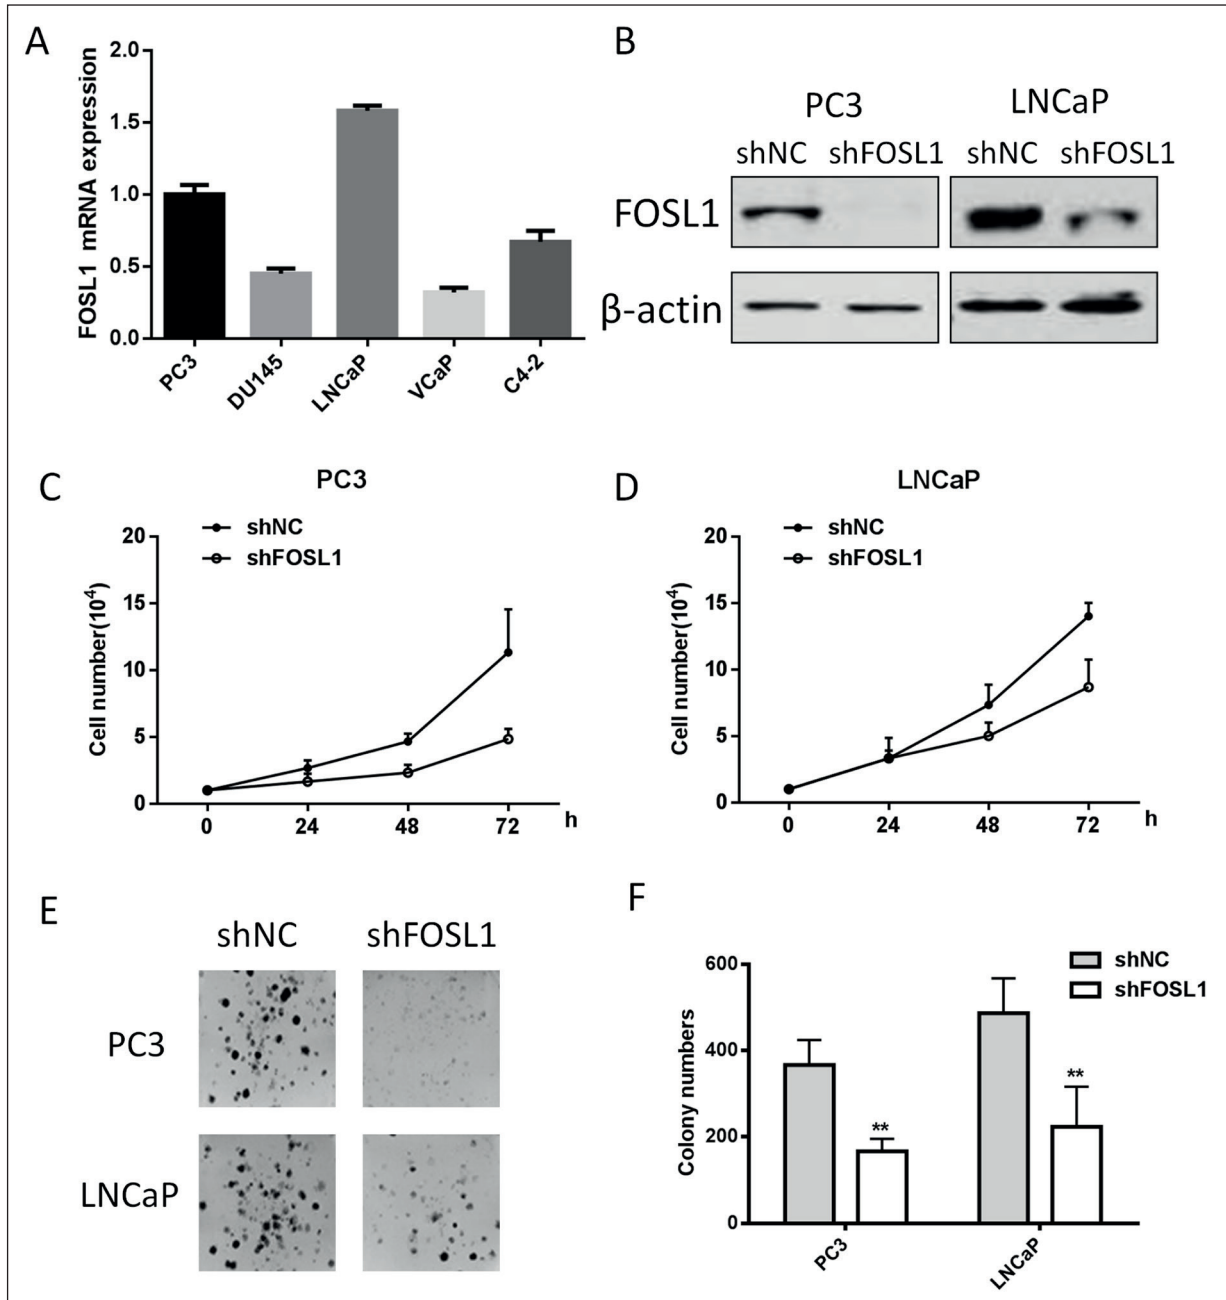 A
FOSL1 mRNA expression
2.0
1.5
1.0
0.5
0.0
PC3
DU145
LNCaP
VCaP
C4-2
B
PC3
LNCaP
shNC
shFOSL1
shNC
shFOSL1
FOSL1
β-actin
C
PC3
shNC
shFOSL1
Cell number(10⁴)
20
15
10
5
0
0
24
48
72
h
D
LNCaP
shNC
shFOSL1
Cell number(10⁴)
20
15
10
5
0
0
24
48
72
h
E
shNC
shFOSL1
PC3
LNCaP
F
shNC
shFOSL1
Colony numbers
600
400
200
0
**
**
PC3
LNCaP